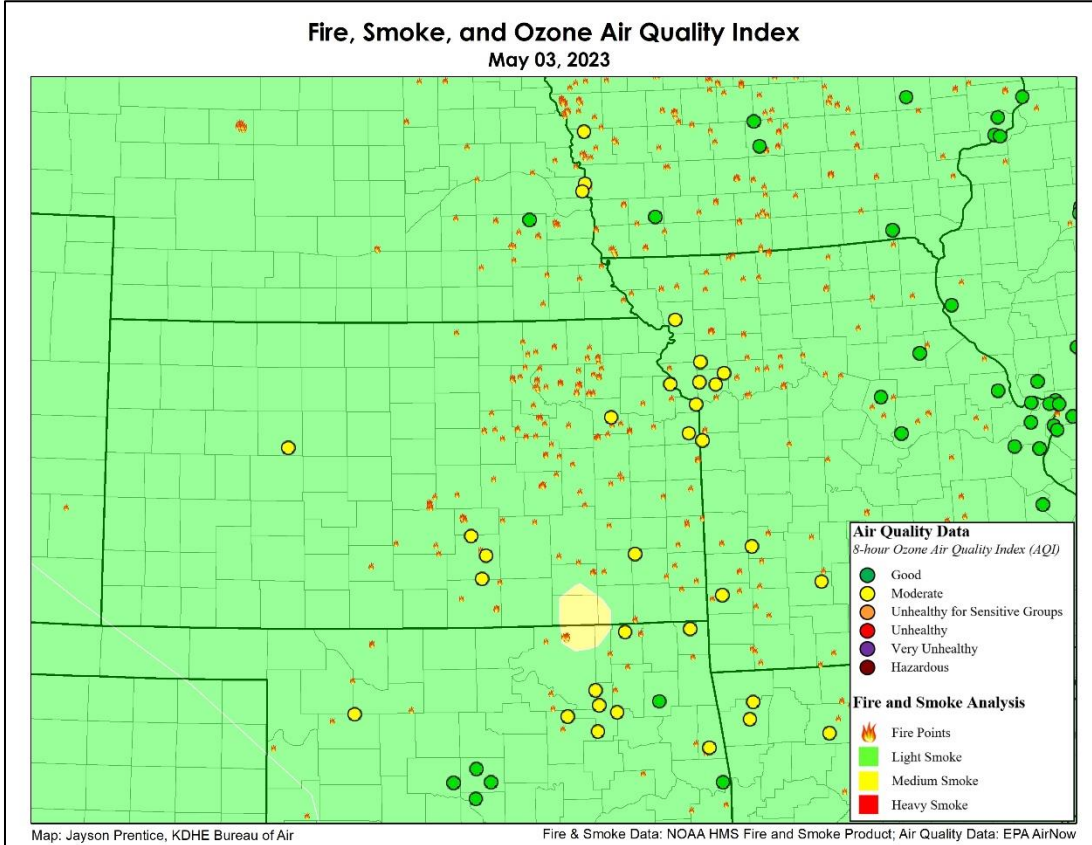 Fire, Smoke, and Ozone Air Quality Index
May 03, 2023
Air Quality Data
8-hour Ozone Air Quality Index (AQI)
Good
Moderate
Unhealthy for Sensitive Groups
Unhealthy
Very Unhealthy
Hazardous
Fire and Smoke Analysis
Fire Points
Light Smoke
Medium Smoke
Heavy Smoke
Map: Jayson Prentice, KDHE Bureau of Air
Fire & Smoke Data: NOAA HMS Fire and Smoke Product; Air Quality Data: EPA AirNow